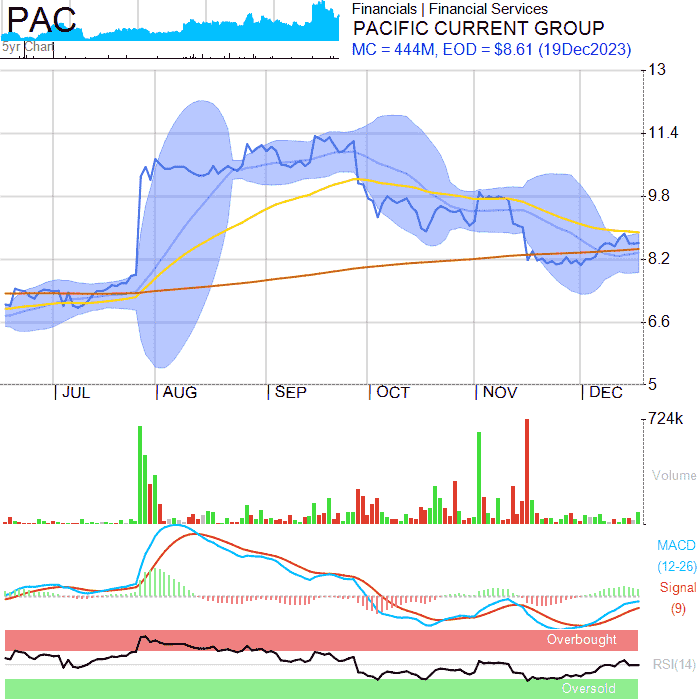 PAC
5yr Chart
Financials | Financial Services
PACIFIC CURRENT GROUP
MC = 444M, EOD = $8.61 (19Dec2023)
13
11.4
9.8
8.2
6.6
5
JUL AUG SEP OCT NOV DEC
724k
Volume
MACD
(12-26)
Signal
(9)
Overbought
RSI(14)
Oversold